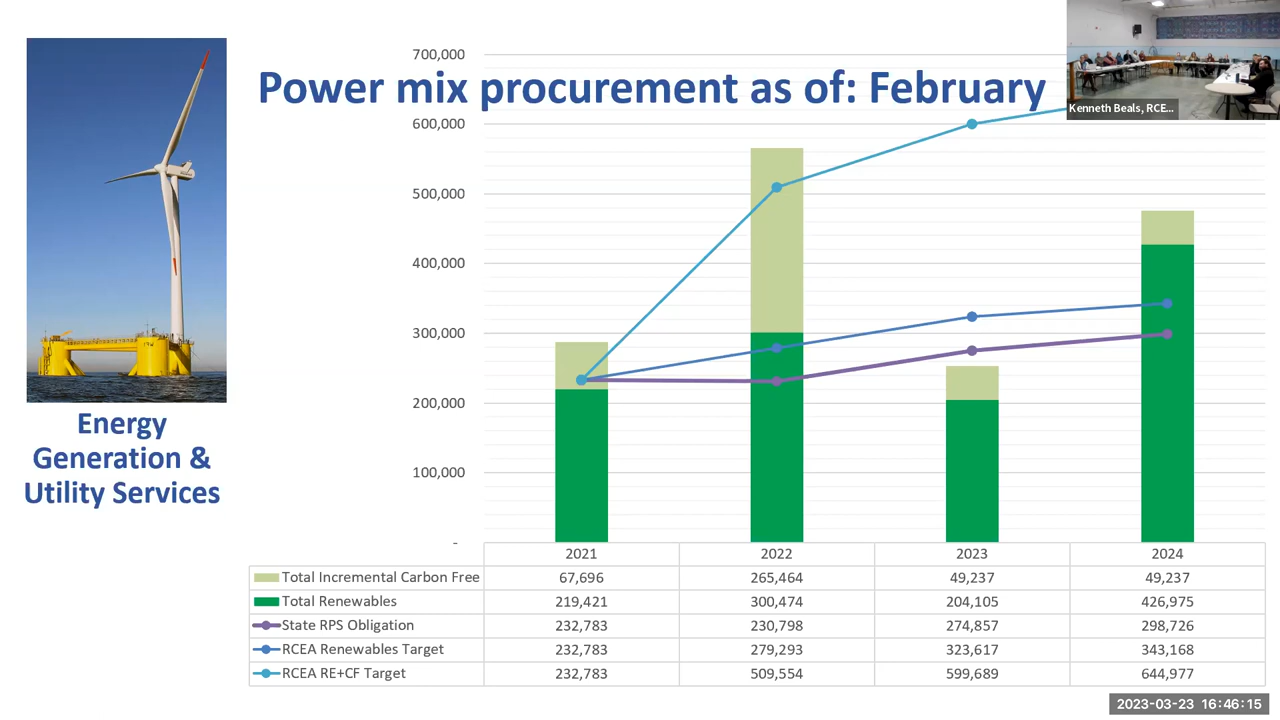 Power mix procurement as of: February
Kenneth Beals, RCE...
Energy
Generation &
Utility Services
700,000
600,000
500,000
400,000
300,000
200,000
100,000
-
2021 2022 2023 2024
Total Incremental Carbon Free 67,696 265,464 49,237 49,237
Total Renewables 219,421 300,474 204,105 426,975
State RPS Obligation 232,783 230,798 274,857 298,726
RCEA Renewables Target 232,783 279,293 323,617 343,168
RCEA RE+CF Target 232,783 509,554 599,689 644,977
2023-03-23 16:46:15